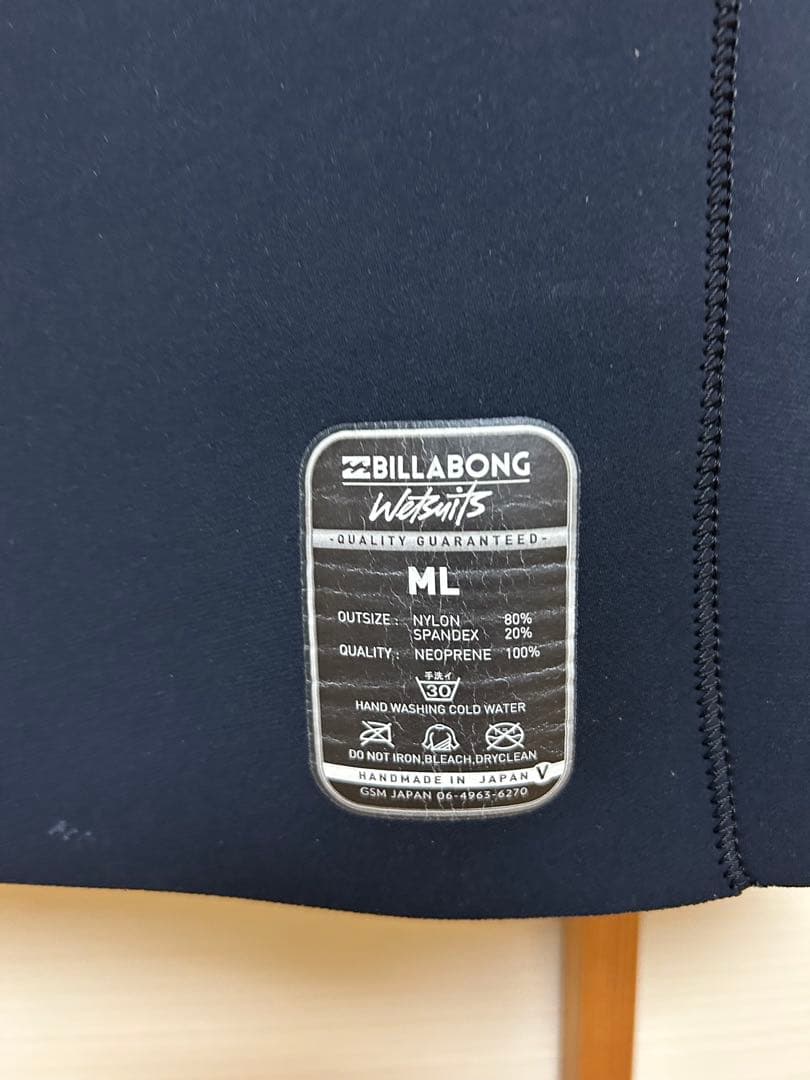 BILLABONG
Wetsuits
-QUALITY GUARANTEED-
ML
OUTSIZE : NYLON 80%
SPANDEX 20%
QUALITY : NEOPRENE 100%
手洗イ
30
HAND WASHING COLD WATER
DO NOT IRON,BLEACH,DRYCLEAN
HANDMADE IN JAPAN V
GSM JAPAN 06-4963-6270